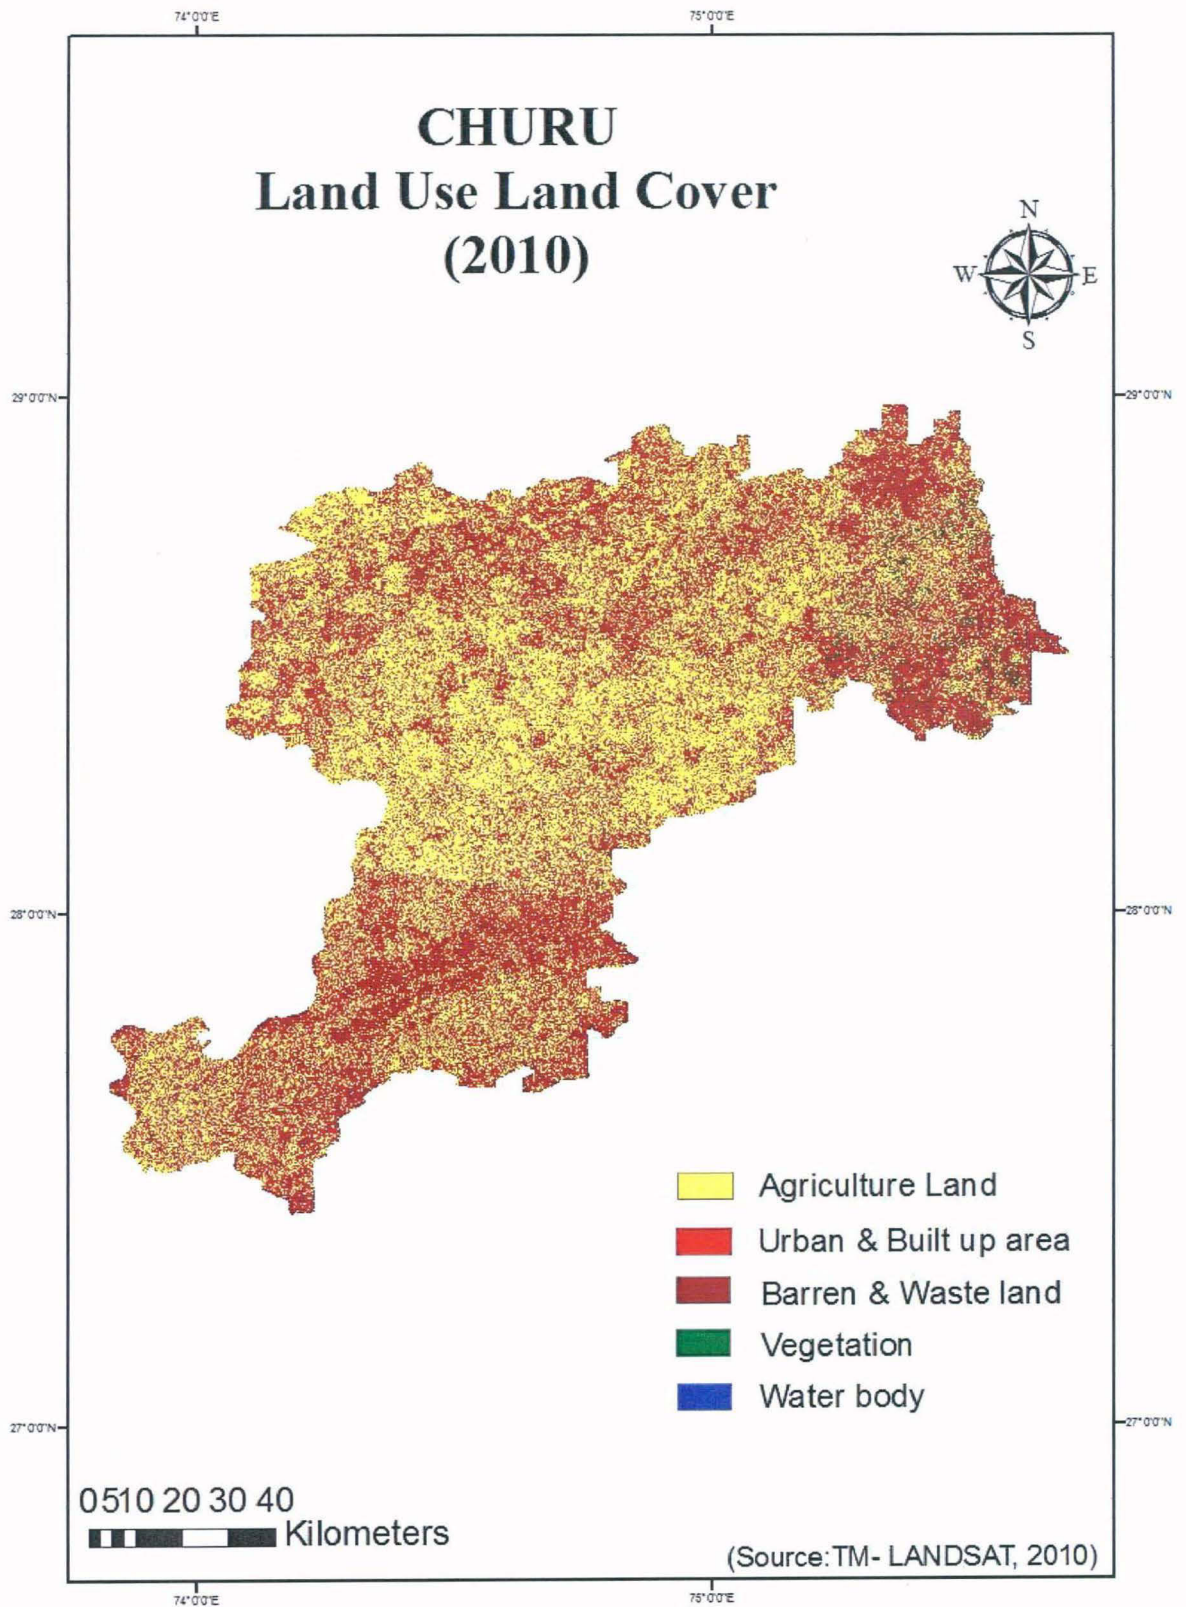 74°0'0"E 75°0'0"E
CHURU
Land Use Land Cover
(2010)
N
W E
S
29°0'0"N 29°0'0"N
28°0'0"N 28°0'0"N
Agriculture Land
Urban & Built up area
Barren & Waste land
Vegetation
Water body
27°0'0"N 27°0'0"N
0510 20 30 40
Kilometers
(Source:TM- LANDSAT, 2010)
74°0'0"E 75°0'0"E